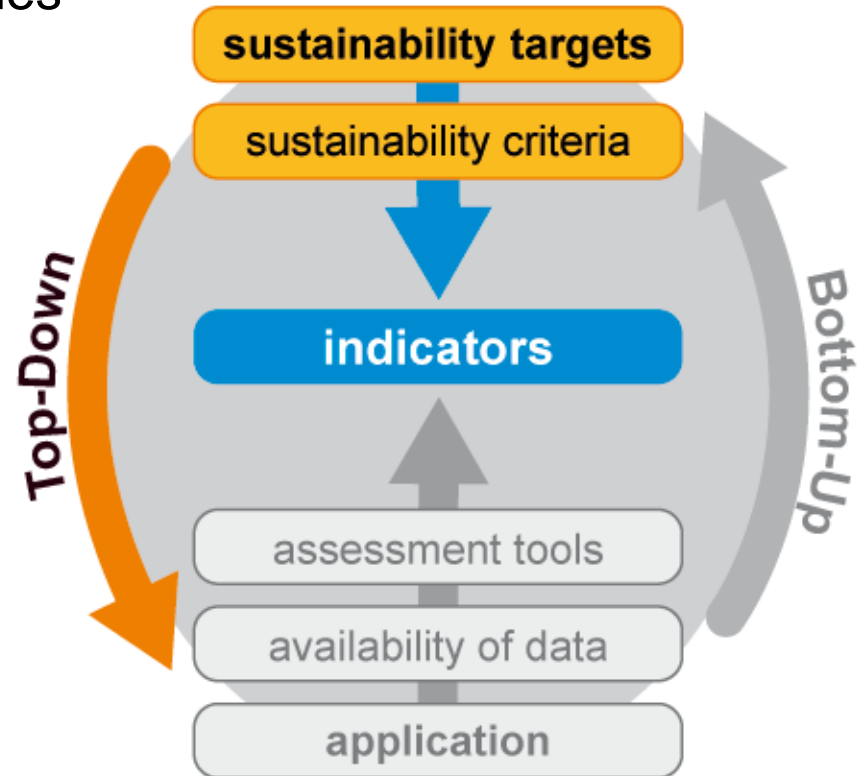 sustainability targets
sustainability criteria
Top-Down
indicators
Bottom-Up
assessment tools
availability of data
application